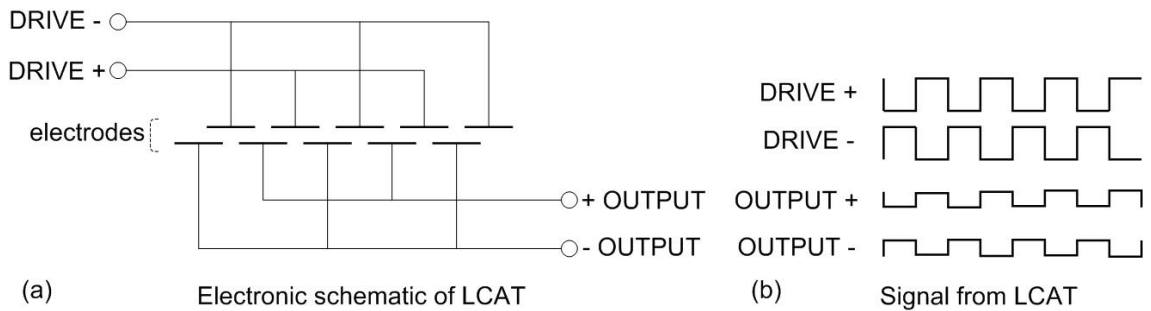 DRIVE -
DRIVE +
electrodes
+ OUTPUT
- OUTPUT
(a) Electronic schematic of LCAT
DRIVE +
DRIVE -
OUTPUT +
OUTPUT -
(b) Signal from LCAT